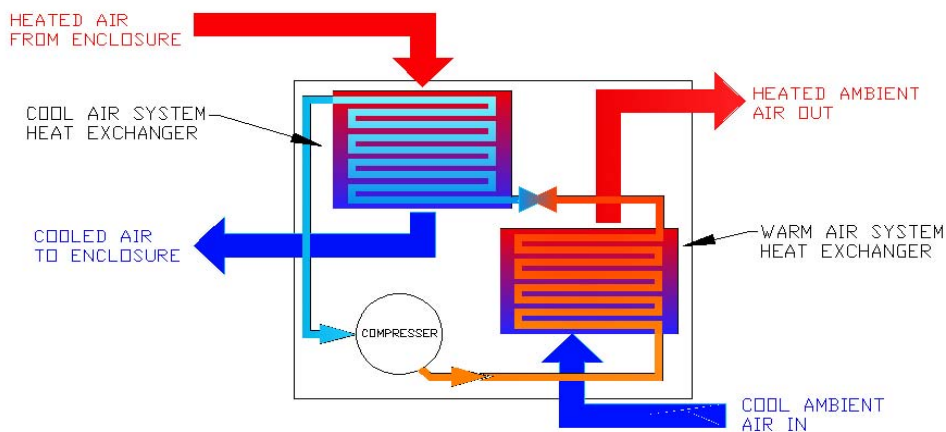 HEATED AIR
FROM ENCLOSURE
COOL AIR SYSTEM
HEAT EXCHANGER
HEATED AMBIENT
AIR OUT
COOLED AIR
TO ENCLOSURE
WARM AIR SYSTEM
HEAT EXCHANGER
COMPRESSER
COOL AMBIENT
AIR IN